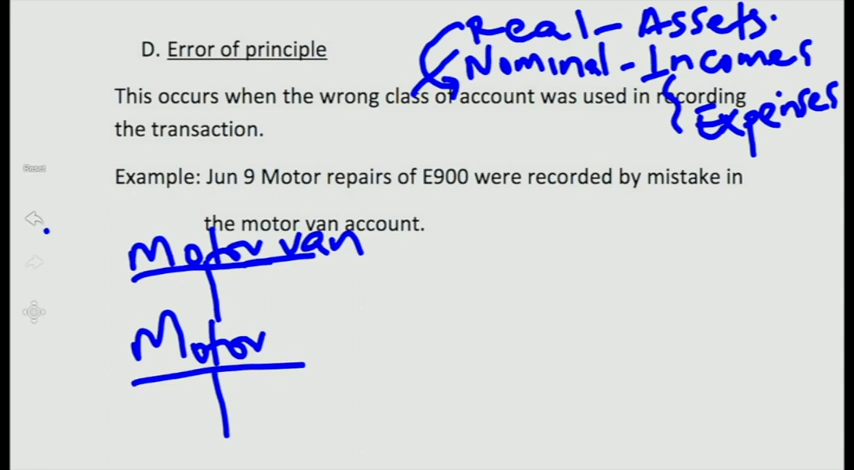 Real - Assets.
Nominal - Incomes
Expenses
D. Error of principle
This occurs when the wrong class of account was used in recording
the transaction.
Example: Jun 9 Motor repairs of E900 were recorded by mistake in
the motor van account.
Motor van
Motor
Reset